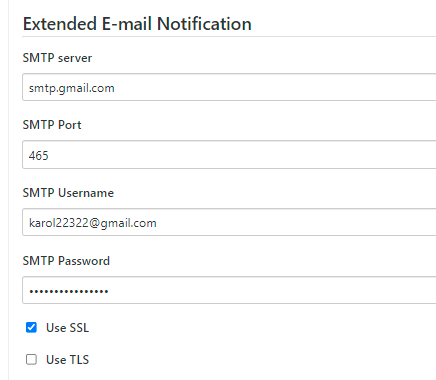 Extended E-mail Notification
SMTP server
smtp.gmail.com
SMTP Port
465
SMTP Username
karol22322@gmail.com
SMTP Password
••••••••••••••••
Use SSL
Use TLS